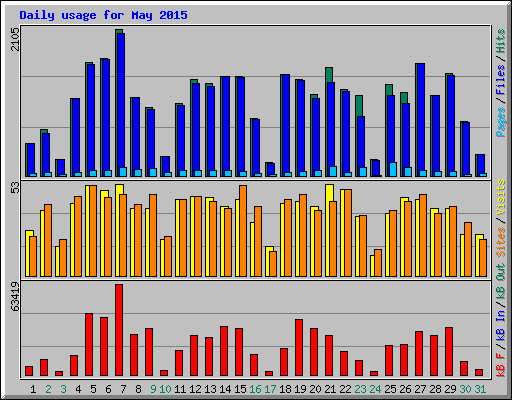 Daily usage for May 2015
2105
Pages / Files / Hits
53
Sites / Visits
63419
kB F / kB In / kB Out
1 2 3 4 5 6 7 8 9 10 11 12 13 14 15 16 17 18 19 20 21 22 23 24 25 26 27 28 29 30 31